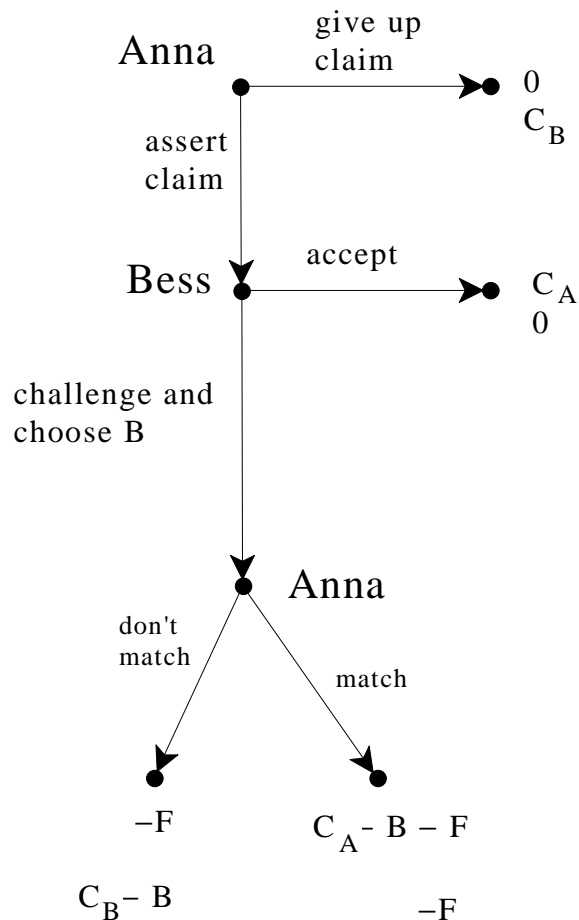 give up
claim
Anna
0
C_B
assert
claim
accept
Bess
C_A
0
challenge and
choose B
Anna
don't
match
match
–F
C_A - B – F
C_B – B
–F